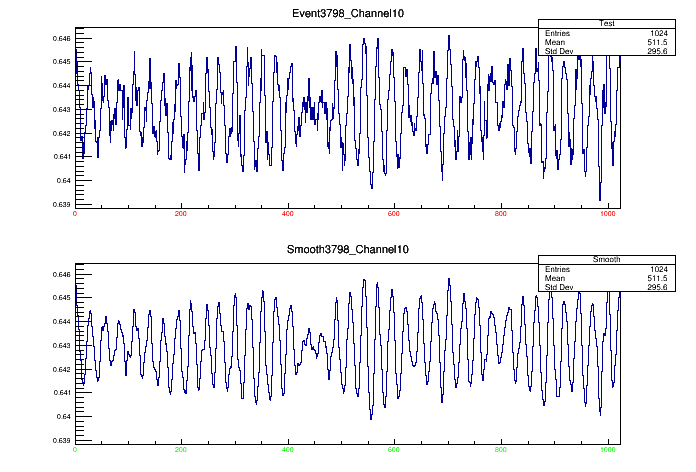 Event3798_Channel10
Test
Entries 1024
Mean 511.5
Std Dev 295.6
0.646
0.645
0.644
0.643
0.642
0.641
0.64
0.639
0 200 400 600 800 1000
Smooth3798_Channel10
Smooth
Entries 1024
Mean 511.5
Std Dev 295.6
0.646
0.645
0.644
0.643
0.642
0.641
0.64
0.639
0 200 400 600 800 1000